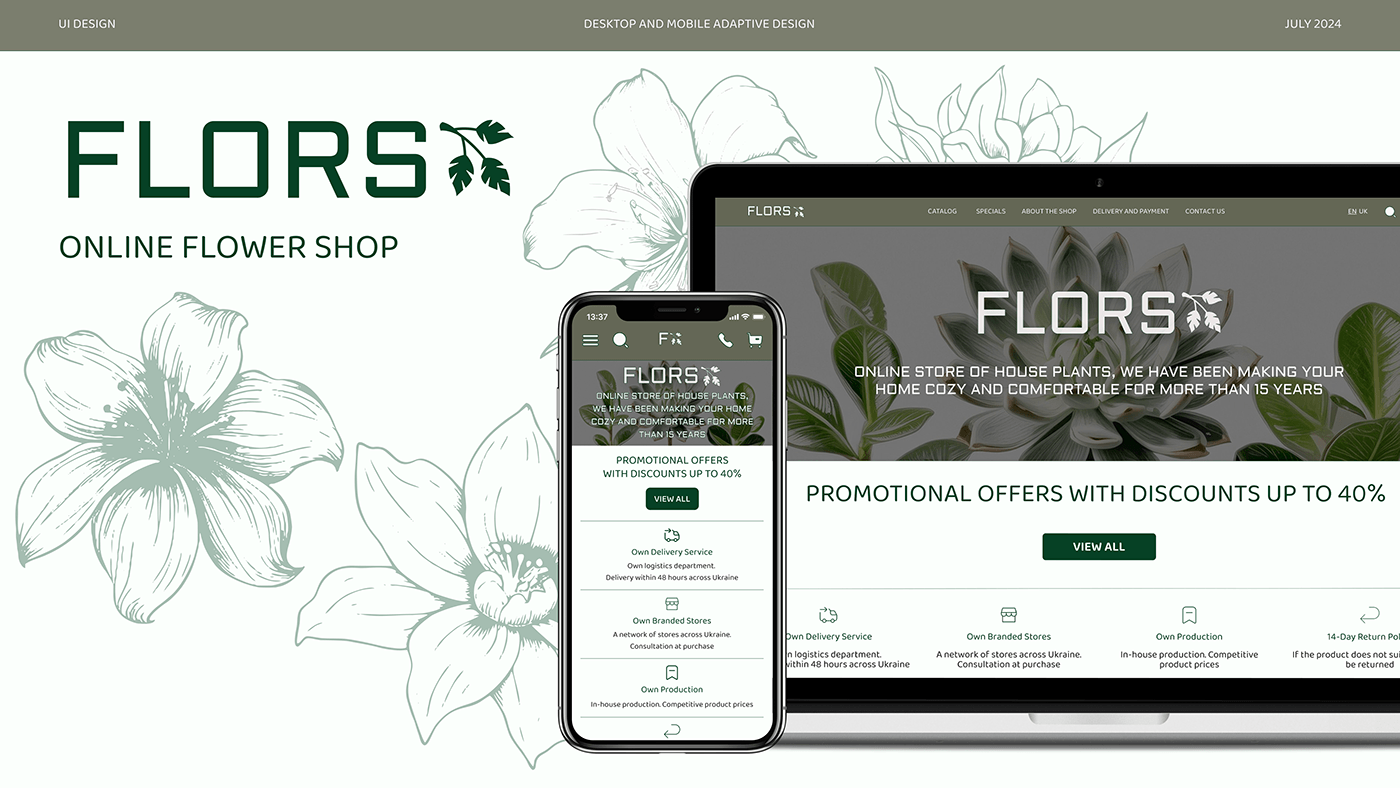 UI DESIGN
DESKTOP AND MOBILE ADAPTIVE DESIGN
JULY 2024
FLORS
ONLINE FLOWER SHOP
13:37
F
FLORS
ONLINE STORE OF HOUSE PLANTS,
WE HAVE BEEN MAKING YOUR HOME
COZY AND COMFORTABLE FOR MORE
THAN 15 YEARS
PROMOTIONAL OFFERS
WITH DISCOUNTS UP TO 40%
VIEW ALL
Own Delivery Service
Own logistics department.
Delivery within 48 hours across Ukraine
Own Branded Stores
A network of stores across Ukraine.
Consultation at purchase
Own Production
In-house production. Competitive product prices
FLORS
CATALOG
SPECIALS
ABOUT THE SHOP
DELIVERY AND PAYMENT
CONTACT US
EN UK
FLORS
ONLINE STORE OF HOUSE PLANTS, WE HAVE BEEN MAKING YOUR
HOME COZY AND COMFORTABLE FOR MORE THAN 15 YEARS
PROMOTIONAL OFFERS WITH DISCOUNTS UP TO 40%
VIEW ALL
Own Delivery Service
logistics department.
within 48 hours across Ukraine
Own Branded Stores
A network of stores across Ukraine.
Consultation at purchase
Own Production
In-house production. Competitive
product prices
14-Day Return
If the product does not
be returned